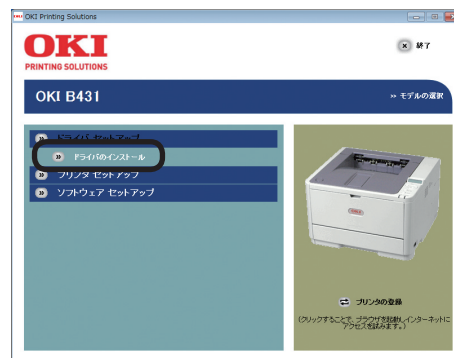 OKI Printing Solutions
OKI
PRINTING SOLUTIONS
終了
OKI B431
モデルの選択
ドライバ セットアップ
ドライバのインストール
プリンタ セットアップ
ソフトウェア セットアップ
OKI
プリンタの登録
(クリックすることで、ブラウザを起動しインターネットに
アクセスを試みます。)